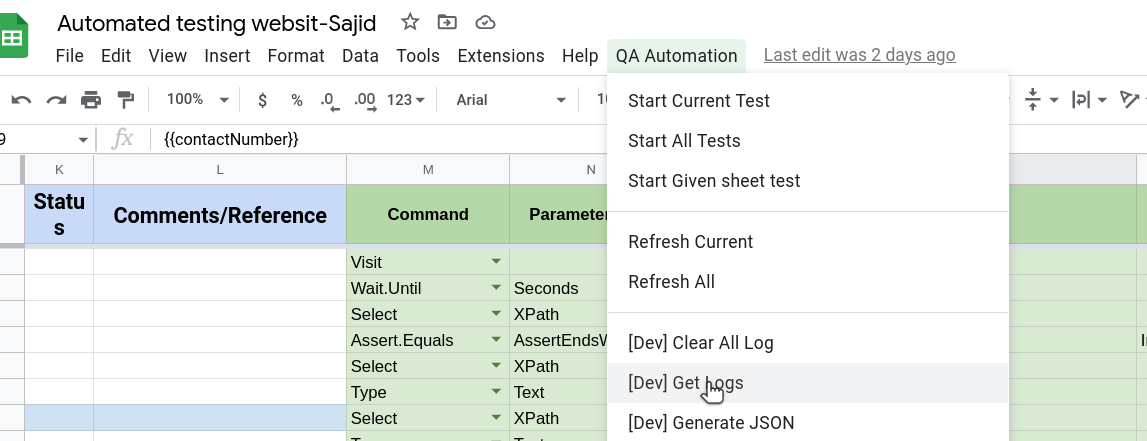 Automated testing websit-Sajid
File Edit View Insert Format Data Tools Extensions Help QA Automation Last edit was 2 days ago
100% $ % .0 .00 123 Arial 10
9 fx {{contactNumber}}
Start Current Test
Start All Tests
Start Given sheet test
Refresh Current
Refresh All
[Dev] Clear All Log
[Dev] Get Logs
[Dev] Generate JSON
K L M N
Statu
s
Comments/Reference Command Parameter
Visit
Wait.Until Seconds
Select XPath
Assert.Equals AssertEndsW
Select XPath
Type Text
Select XPath